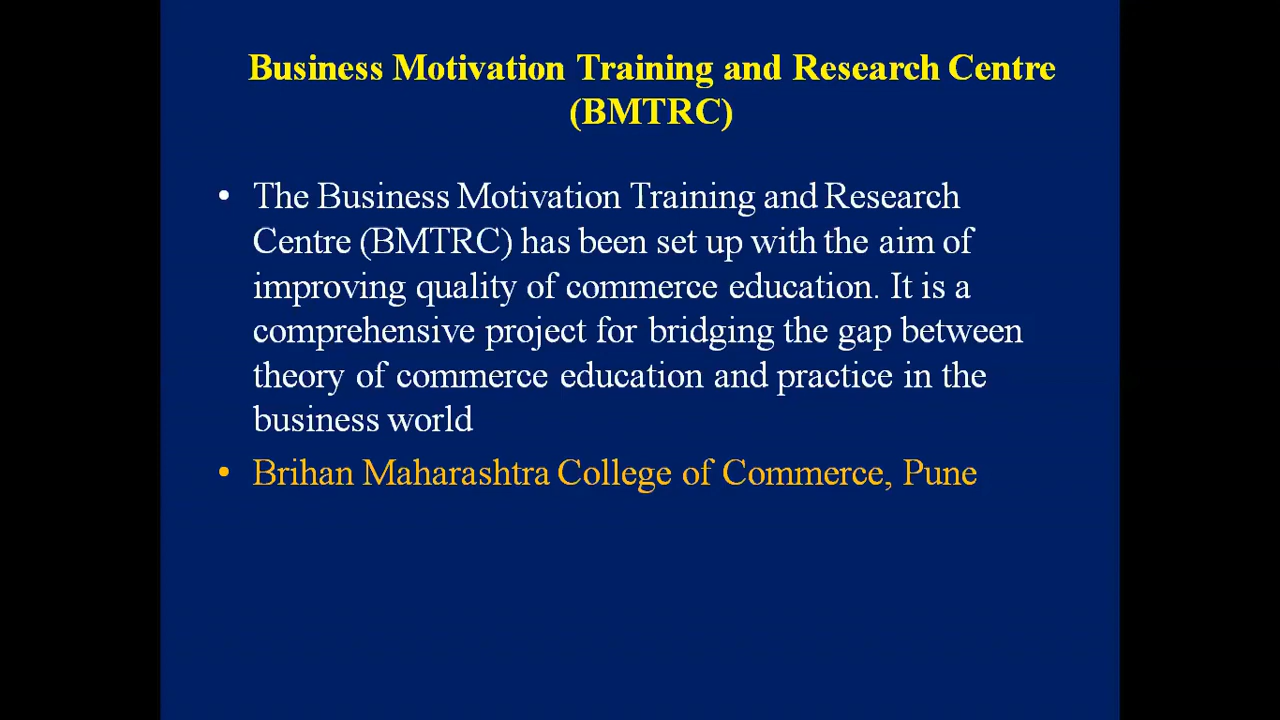 Business Motivation Training and Research Centre
(BMTRC)
• The Business Motivation Training and Research
Centre (BMTRC) has been set up with the aim of
improving quality of commerce education. It is a
comprehensive project for bridging the gap between
theory of commerce education and practice in the
business world
• Brihan Maharashtra College of Commerce, Pune